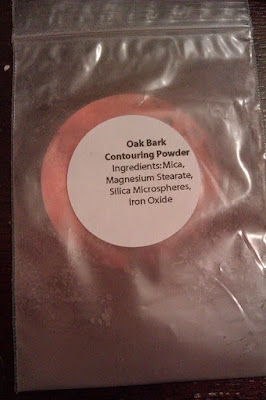 Oak Bark
Contouring Powder
Ingredients:Mica,
Magnesium Stearate,
Silica Microspheres,
Iron Oxide